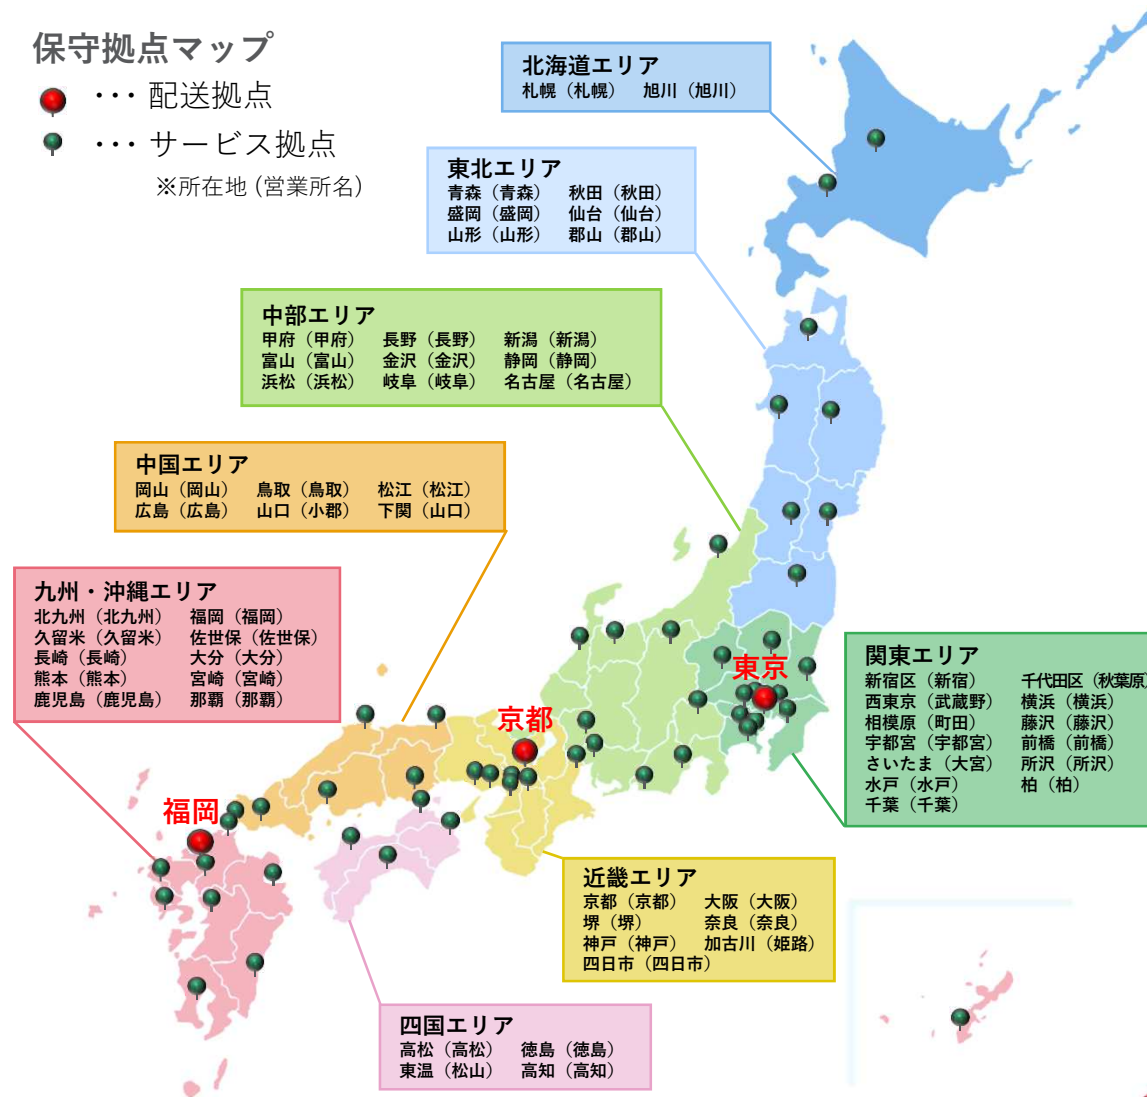 保守拠点マップ
・・・ 配送拠点
・・・ サービス拠点
※所在地 (営業所名)
北海道エリア
札幌（札幌） 旭川（旭川）
東北エリア
青森（青森） 秋田（秋田）
盛岡（盛岡） 仙台（仙台）
山形（山形） 郡山（郡山）
中部エリア
甲府（甲府） 長野（長野） 新潟（新潟）
富山（富山） 金沢（金沢） 静岡（静岡）
浜松（浜松） 岐阜（岐阜） 名古屋（名古屋）
中国エリア
岡山（岡山） 鳥取（鳥取） 松江（松江）
広島（広島） 山口（小郡） 下関（山口）
九州・沖縄エリア
北九州（北九州） 福岡（福岡）
久留米（久留米） 佐世保（佐世保）
長崎（長崎） 大分（大分）
熊本（熊本） 宮崎（宮崎）
鹿児島（鹿児島） 那覇（那覇）
東京
京都
福岡
関東エリア
新宿区（新宿） 千代田区（秋葉原）
西東京（武蔵野） 横浜（横浜）
相模原（町田） 藤沢（藤沢）
宇都宮（宇都宮） 前橋（前橋）
さいたま（大宮） 所沢（所沢）
水戸（水戸） 柏（柏）
千葉（千葉）
近畿エリア
京都（京都） 大阪（大阪）
堺（堺） 奈良（奈良）
神戸（神戸） 加古川（姫路）
四日市（四日市）
四国エリア
高松（高松） 徳島（徳島）
東温（松山） 高知（高知）